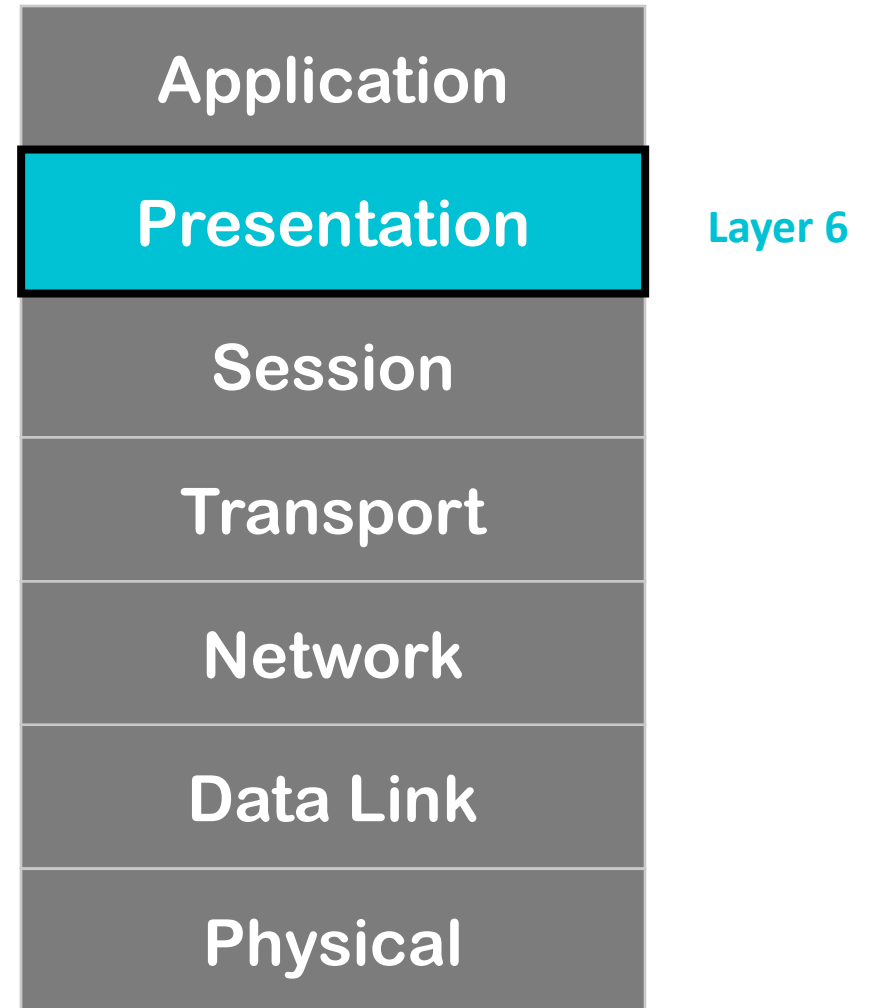 Application
Presentation
Layer 6
Session
Transport
Network
Data Link
Physical